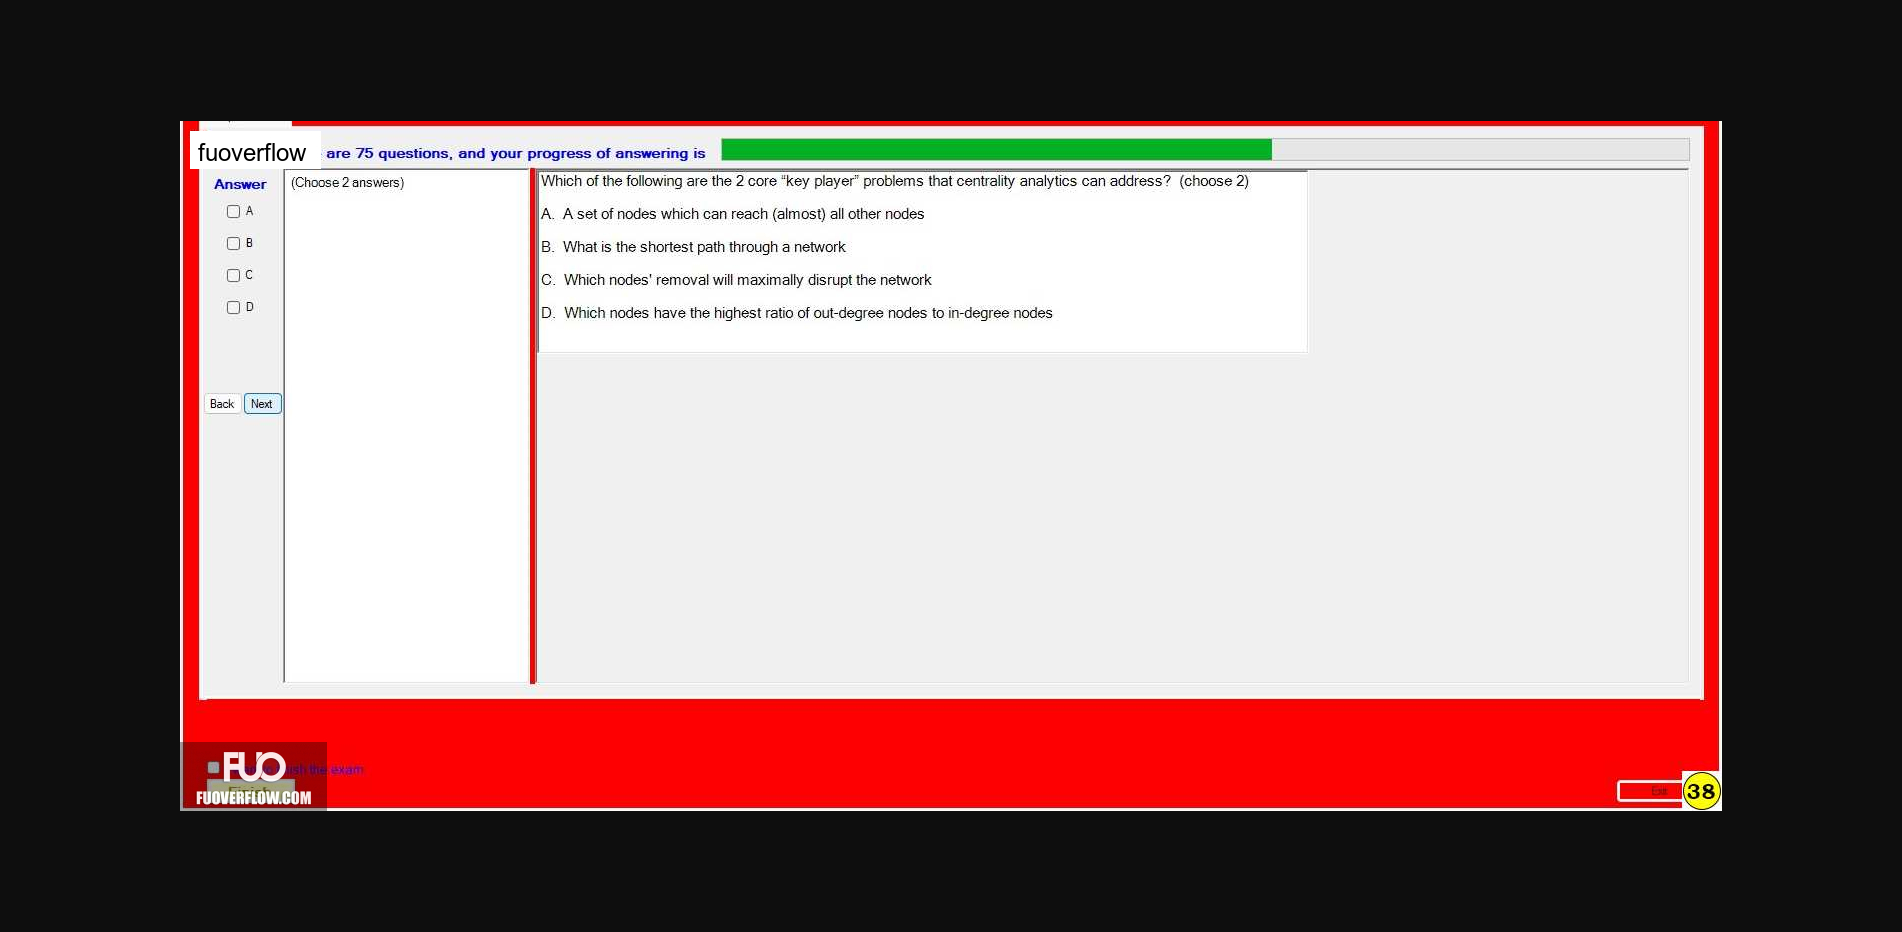 fuoverflow are 75 questions, and your progress of answering is
Answer
(Choose 2 answers)
A
B
C
D
Back Next
Which of the following are the 2 core “key player” problems that centrality analytics can address? (choose 2)
A. A set of nodes which can reach (almost) all other nodes
B. What is the shortest path through a network
C. Which nodes' removal will maximally disrupt the network
D. Which nodes have the highest ratio of out-degree nodes to in-degree nodes
FUO
the exam
Finish
FUOVERFLOW.COM
Exit
38